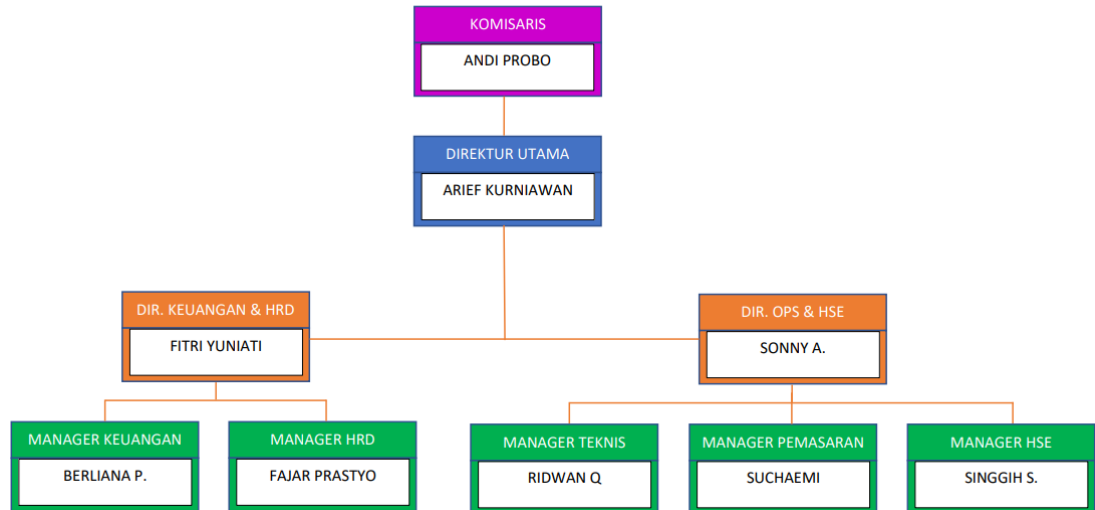 KOMISARIS
ANDI PROBO
DIREKTUR UTAMA
ARIEF KURNIAWAN
DIR. KEUANGAN & HRD
FITRI YUNIATI
DIR. OPS & HSE
SONNY A.
MANAGER KEUANGAN
BERLIANA P.
MANAGER HRD
FAJAR PRASTYO
MANAGER TEKNIS
RIDWAN Q
MANAGER PEMASARAN
SUCHAEMI
MANAGER HSE
SINGGIH S.